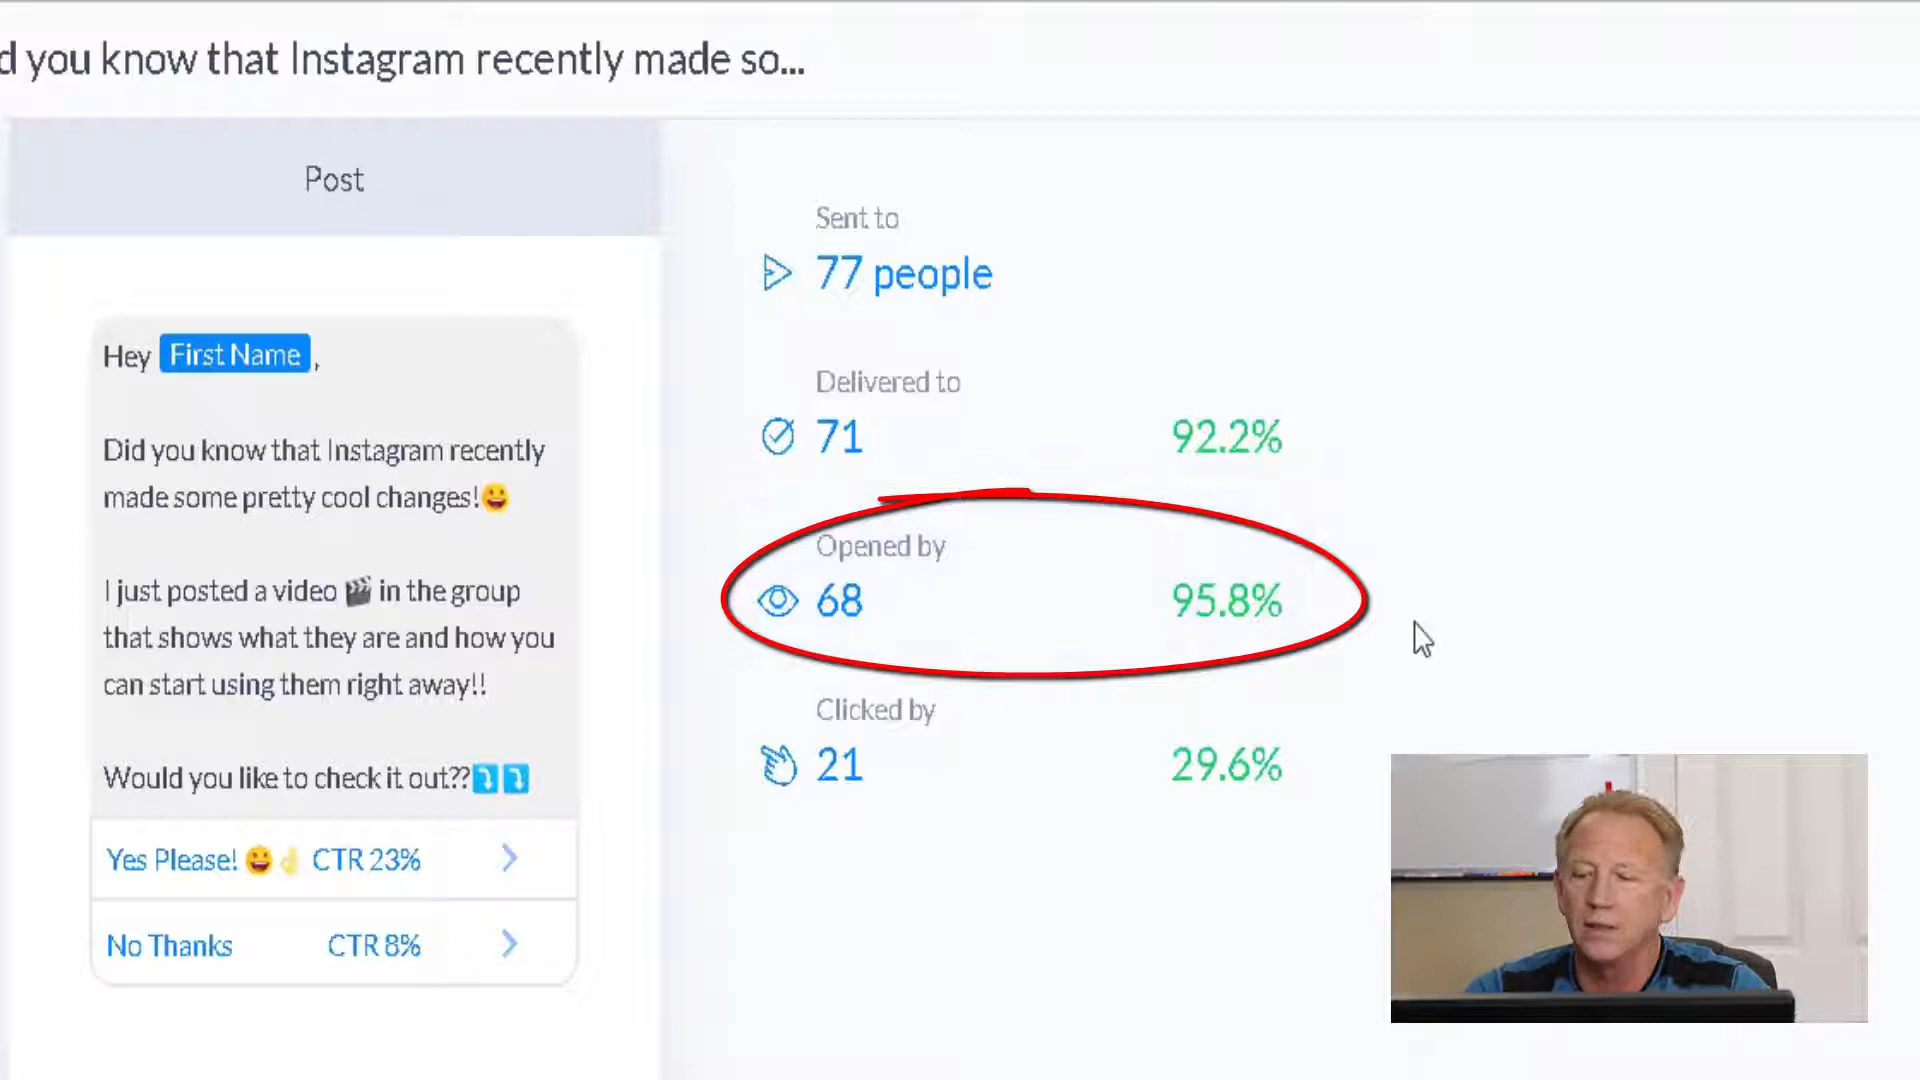 d you know that Instagram recently made so...
Post
Hey First Name ,
Did you know that Instagram recently
made some pretty cool changes!😀
I just posted a video 🎬 in the group
that shows what they are and how you
can start using them right away!!
Would you like to check it out??⤵️⤵️
Yes Please! 😀👌 CTR 23%
No Thanks CTR 8%
Sent to
77 people
Delivered to
71 92.2%
Opened by
68 95.8%
Clicked by
21 29.6%